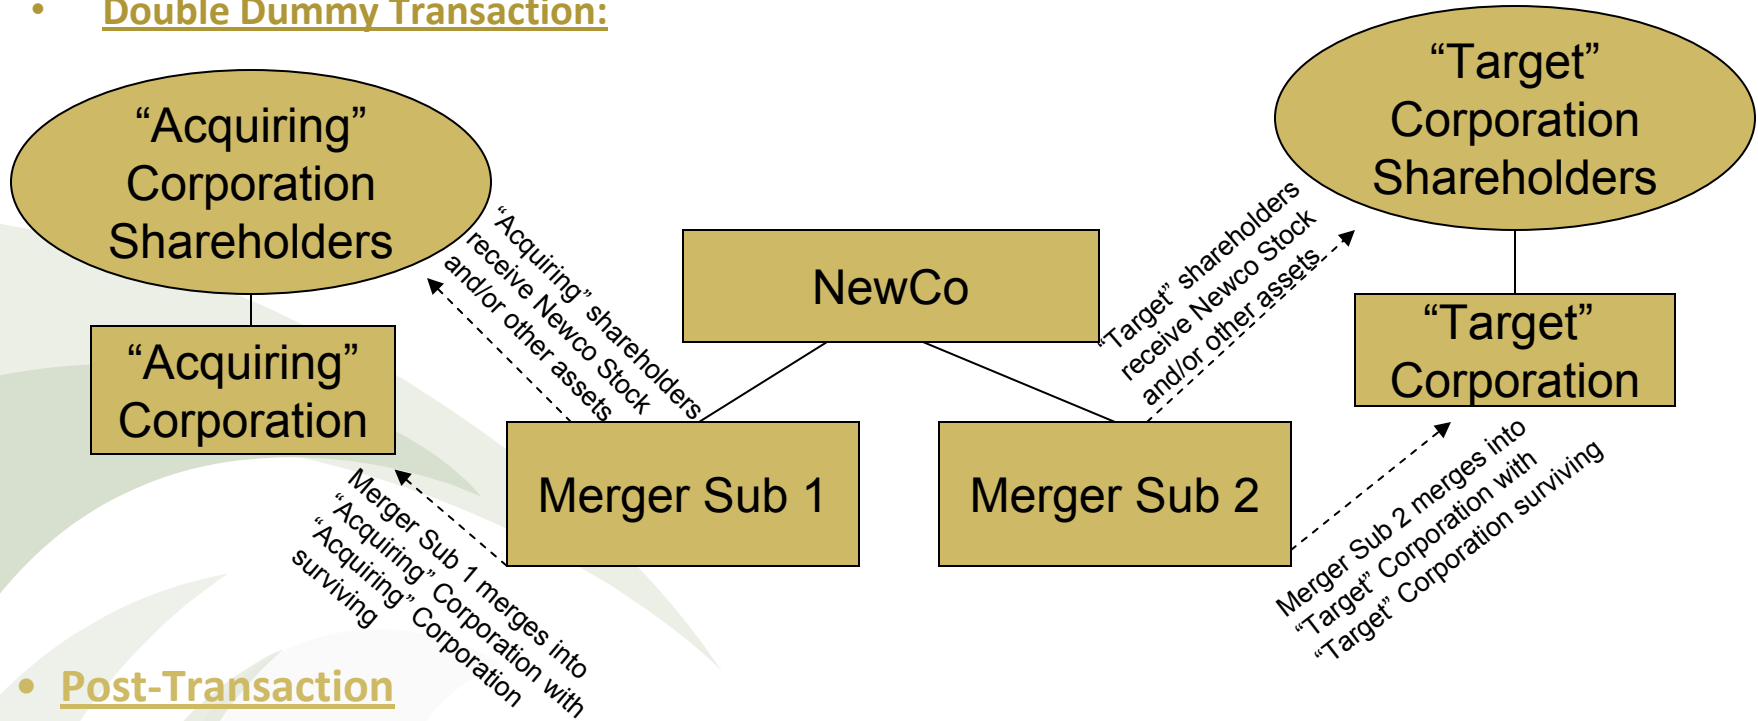 • Double Dummy Transaction:
“Acquiring”
Corporation
Shareholders
“Target”
Corporation
Shareholders
“Acquiring” shareholders
receive Newco Stock
and/or other assets
NewCo
“Target” shareholders
receive Newco Stock
and/or other assets
“Acquiring”
Corporation
“Target”
Corporation
Merger Sub 1
Merger Sub 2
Merger Sub 1 merges into
“Acquiring” Corporation with
“Acquiring” Corporation
surviving
Merger Sub 2 merges into
“Target” Corporation with
“Target” Corporation surviving
• Post-Transaction